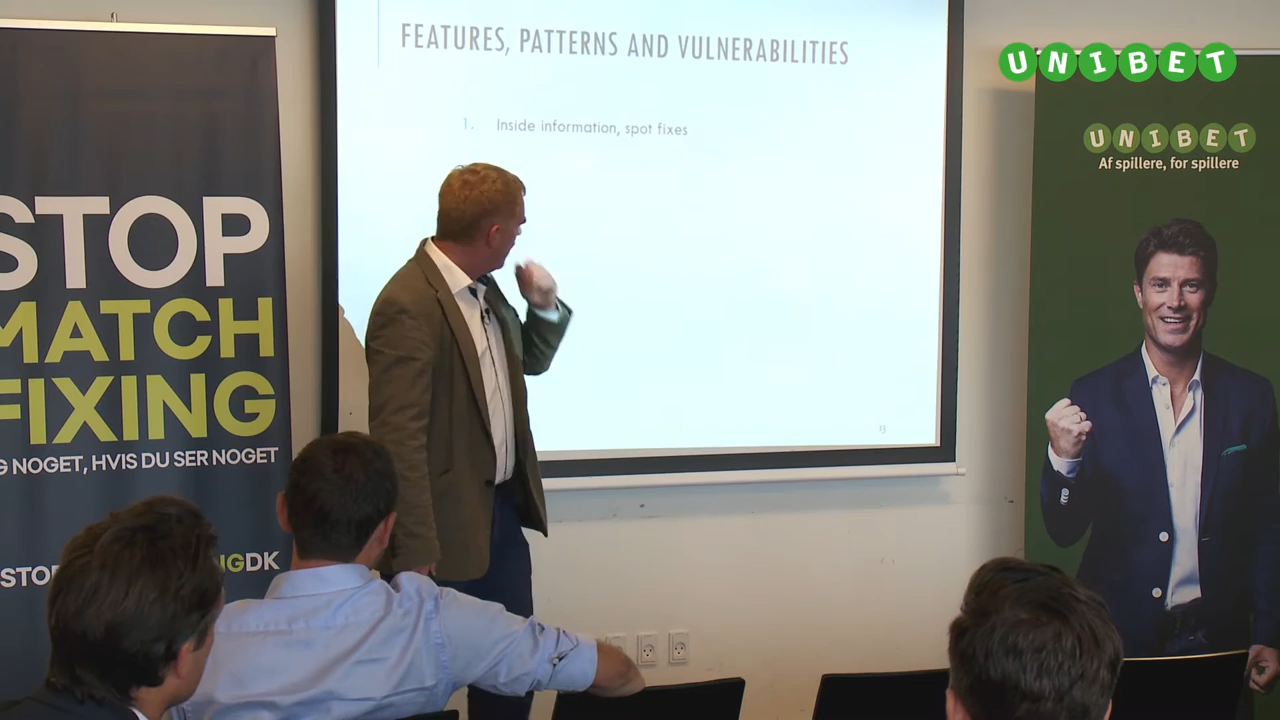 FEATURES, PATTERNS AND VULNERABILITIES
1. Inside information, spot fixes
13
STOP
MATCH
FIXING
G NOGET, HVIS DU SER NOGET
STOP
GDK
UNIBET
UNIBET
Af spillere, for spillere